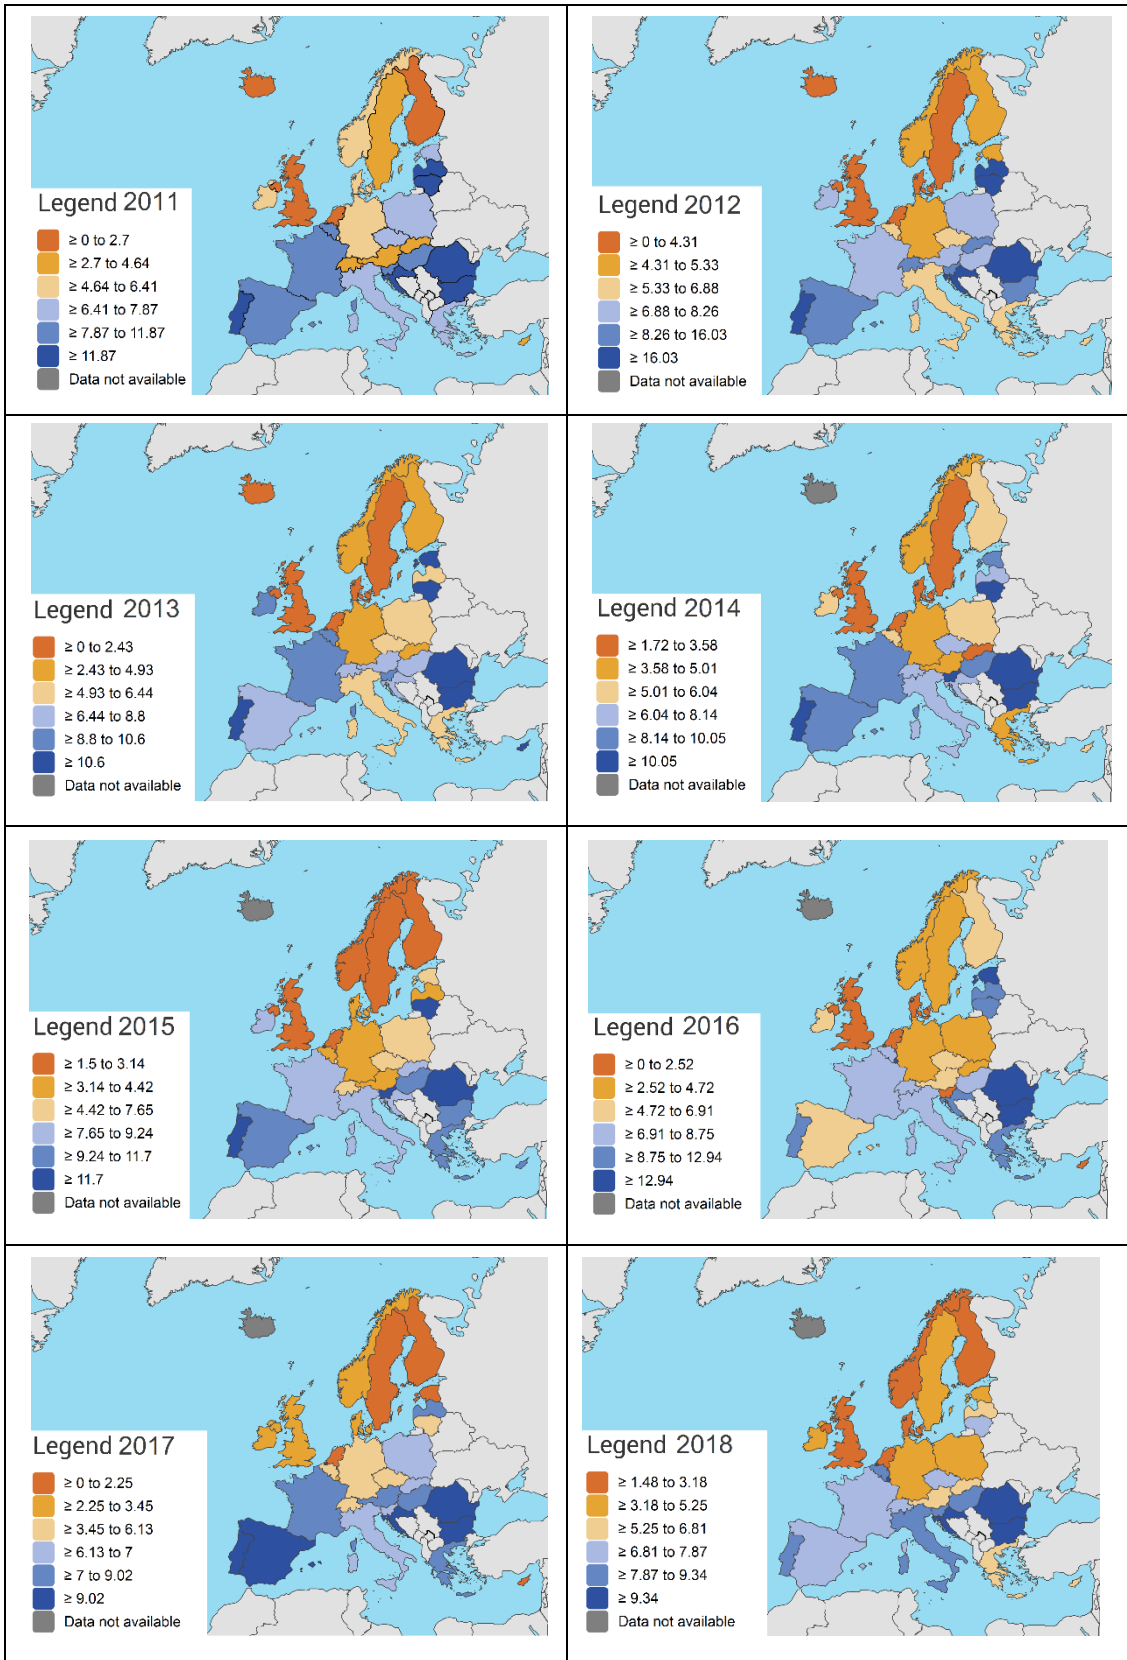 Legend 2011
≥ 0 to 2.7
≥ 2.7 to 4.64
≥ 4.64 to 6.41
≥ 6.41 to 7.87
≥ 7.87 to 11.87
≥ 11.87
Data not available
Legend 2012
≥ 0 to 4.31
≥ 4.31 to 5.33
≥ 5.33 to 6.88
≥ 6.88 to 8.26
≥ 8.26 to 16.03
≥ 16.03
Data not available
Legend 2013
≥ 0 to 2.43
≥ 2.43 to 4.93
≥ 4.93 to 6.44
≥ 6.44 to 8.8
≥ 8.8 to 10.6
≥ 10.6
Data not available
Legend 2014
≥ 1.72 to 3.58
≥ 3.58 to 5.01
≥ 5.01 to 6.04
≥ 6.04 to 8.14
≥ 8.14 to 10.05
≥ 10.05
Data not available
Legend 2015
≥ 1.5 to 3.14
≥ 3.14 to 4.42
≥ 4.42 to 7.65
≥ 7.65 to 9.24
≥ 9.24 to 11.7
≥ 11.7
Data not available
Legend 2016
≥ 0 to 2.52
≥ 2.52 to 4.72
≥ 4.72 to 6.91
≥ 6.91 to 8.75
≥ 8.75 to 12.94
≥ 12.94
Data not available
Legend 2017
≥ 0 to 2.25
≥ 2.25 to 3.45
≥ 3.45 to 6.13
≥ 6.13 to 7
≥ 7 to 9.02
≥ 9.02
Data not available
Legend 2018
≥ 1.48 to 3.18
≥ 3.18 to 5.25
≥ 5.25 to 6.81
≥ 6.81 to 7.87
≥ 7.87 to 9.34
≥ 9.34
Data not available